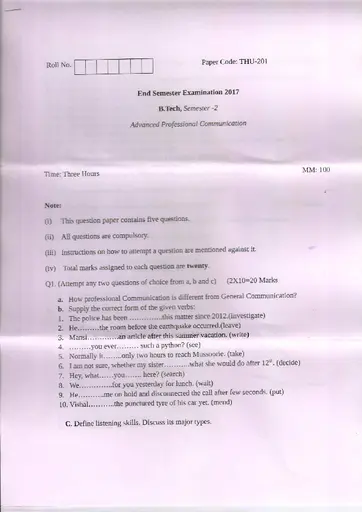 Roll No.
Paper Code: THU-201
End Semester Examination 2017
B.Tech, Semester -2
Advanced Professional Communication
Time: Three Hours
MM: 100
Note:
(i) This question paper contains five questions.
(ii) All questions are compulsory.
(iii) Instructions on how to attempt a question are mentioned against it.
(iv) Total marks assigned to each question are twenty.
Q1. (Attempt any two questions of choice from a, b and c) (2X10=20 Marks
a. How professional Communication is different from General Communication?
b. Supply the correct form of the given verbs:
1. The police has been ..............this matter since 2012.(investigate)
2. He.........the room before the earthquake occurred.(leave)
3. Mansi.............an article after this summer vacation. (write)
4. .........you ever......... such a python? (see)
5. Normally it........only two hours to reach Mussoorie. (take)
6. I am not sure, whether my sister...........what she would do after 12th. (decide)
7. Hey, what......you....... here? (search)
8. We..............for you yesterday for lunch. (wait)
9. He...........me on hold and disconnected the call after few seconds. (put)
10. Vishal...........the punctured tyre of his car yet. (mend)
C. Define listening skills. Discuss its major types.